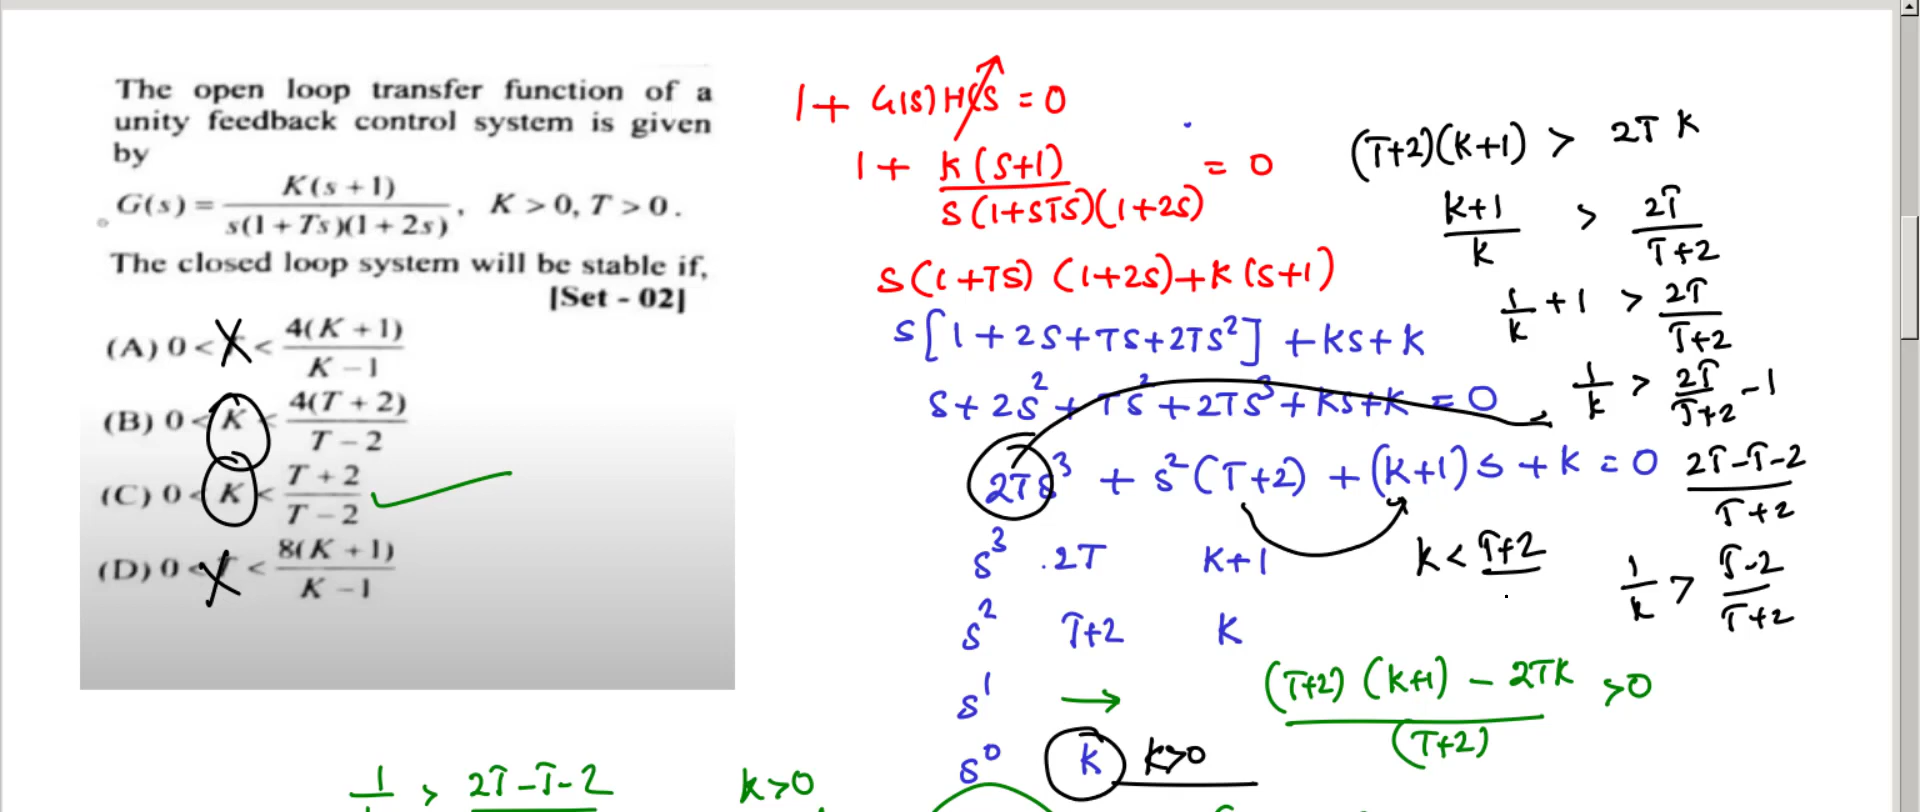 The open loop transfer function of a
unity feedback control system is given
by
G(s) = K(s + 1) / s(1 + Ts)(1 + 2s), K > 0, T > 0.
The closed loop system will be stable if,
[Set - 02]
(A) 0 < T < 4(K + 1) / K - 1
(B) 0 < K < 4(T + 2) / T - 2
(C) 0 < K < T + 2 / T - 2
(D) 0 < T < 8(K + 1) / K - 1
1 + G(s) H(s) = 0
1 + K(s+1) / s(1+sTs)(1+2s) = 0
s(1+Ts) (1+2s)+K(s+1)
s[1+2s+Ts+2Ts²] + Ks+K
s+2s²+Ts²+2Ts³+Ks+K = 0
2Ts³ + s²(T+2) + (K+1)s + K = 0
s³ 2T K+1
s² T+2 K
s¹ → (T+2) (K+1) - 2TK / (T+2) >0
s⁰ K K>0
(T+2)(K+1) > 2TK
K+1 / K > 2T / T+2
1/K + 1 > 2T / T+2
1/K > 2T / T+2 - 1
2T-T-2 / T+2
1/K > T-2 / T+2
K < T+2
1 > 2T-T-2 K>0